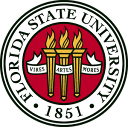 FLORIDA STATE UNIVERSITY
VIRES ARTES MORES
1851